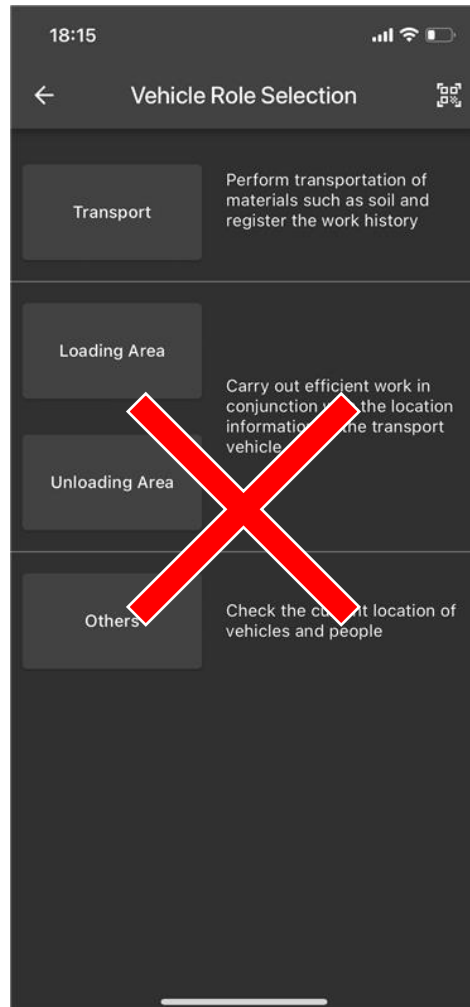 18:15
Vehicle Role Selection
Transport
Perform transportation of
materials such as soil and
register the work history
Loading Area
Unloading Area
Carry out efficient work in
conjunction the location
information the transport
vehicle
Others
Check the location of
vehicles and people